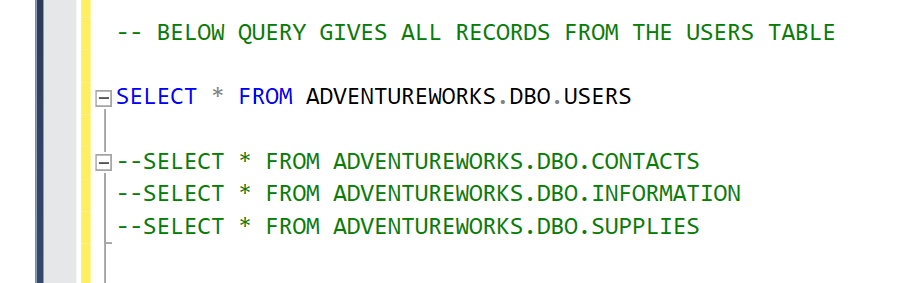 -- BELOW QUERY GIVES ALL RECORDS FROM THE USERS TABLE
SELECT * FROM ADVENTUREWORKS.DBO.USERS
--SELECT * FROM ADVENTUREWORKS.DBO.CONTACTS
--SELECT * FROM ADVENTUREWORKS.DBO.INFORMATION
--SELECT * FROM ADVENTUREWORKS.DBO.SUPPLIES